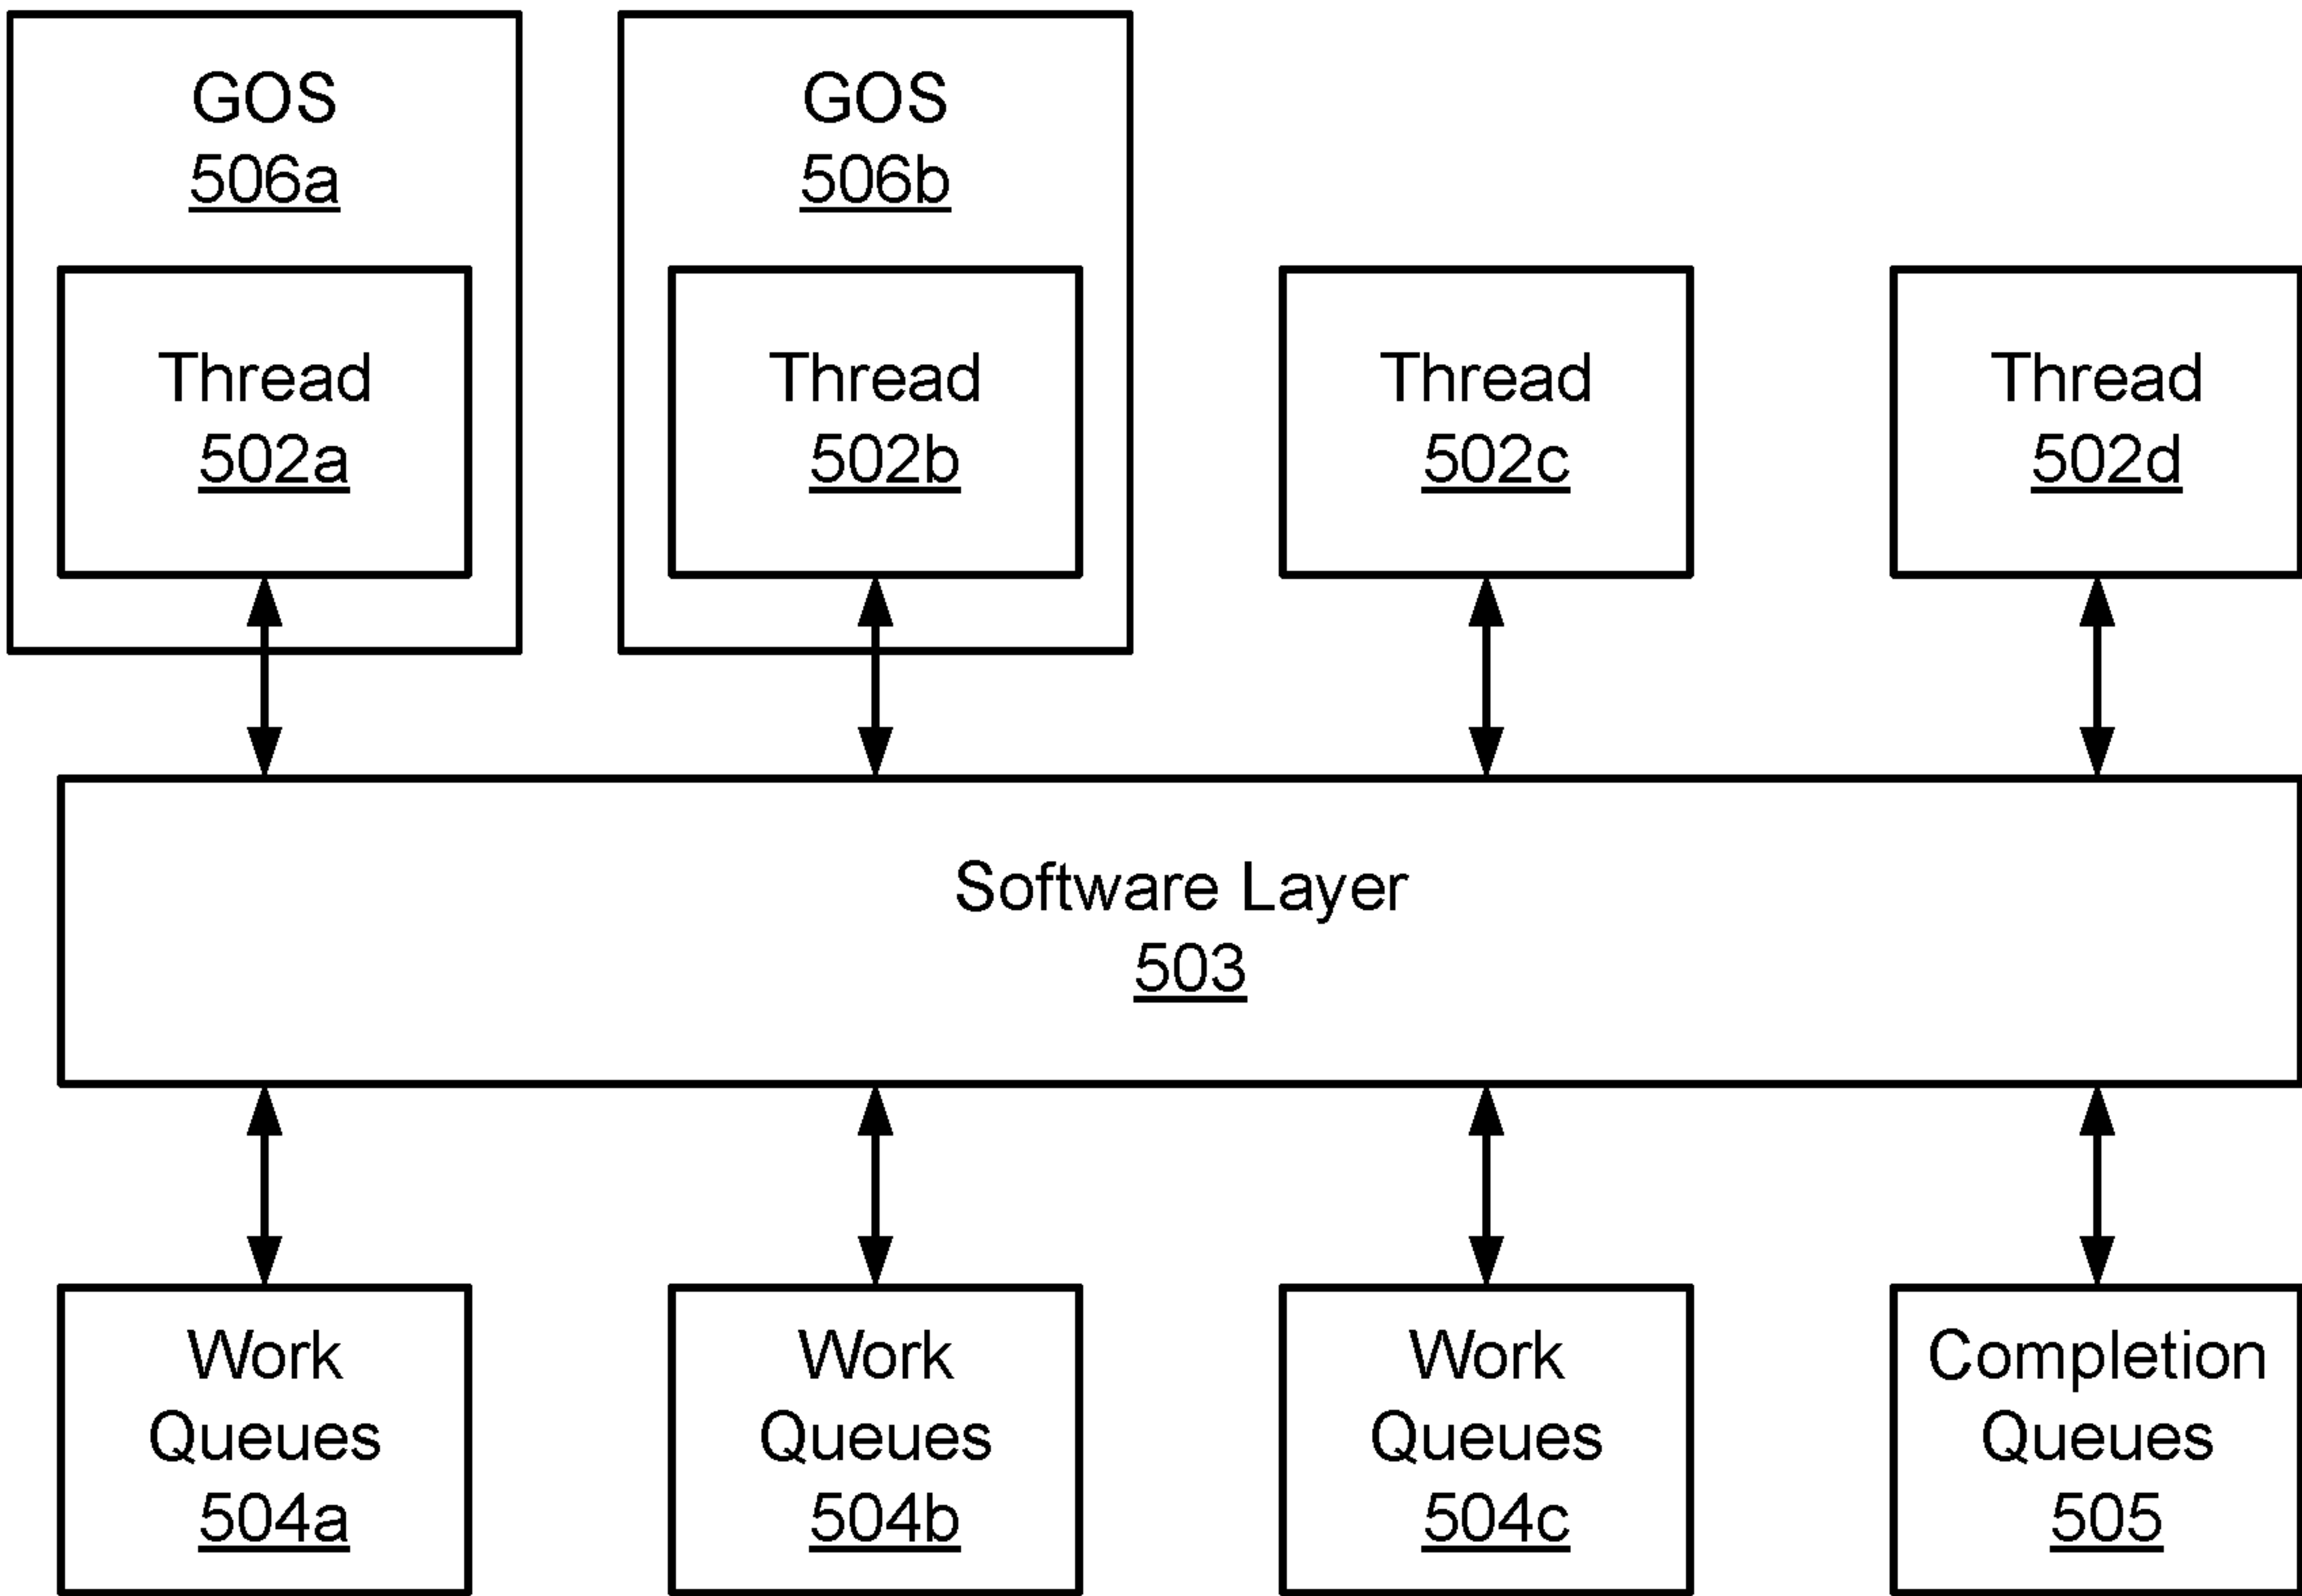 GOS
506a
GOS
506b
Thread
502a
Thread
502b
Thread
502c
Thread
502d
Software Layer
503
Work
Queues
504a
Work
Queues
504b
Work
Queues
504c
Completion
Queues
505